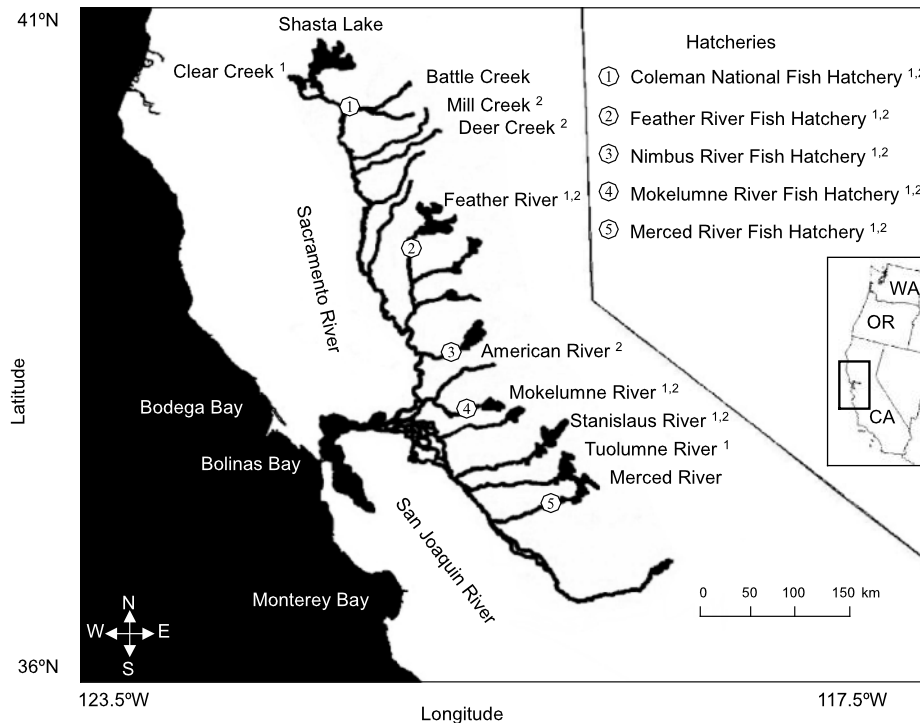 41ºN
Shasta Lake
Clear Creek ¹
Battle Creek
Mill Creek ²
Deer Creek ²
Feather River ¹,²
Sacramento River
American River ²
Mokelumne River ¹,²
Stanislaus River ¹,²
Tuolumne River ¹
Merced River
San Joaquin River
Bodega Bay
Bolinas Bay
Monterey Bay
Hatcheries
1 Coleman National Fish Hatchery ¹,²
2 Feather River Fish Hatchery ¹,²
3 Nimbus River Fish Hatchery ¹,²
4 Mokelumne River Fish Hatchery ¹,²
5 Merced River Fish Hatchery ¹,²
1
2
3
4
5
WA
OR
CA
0 50 100 150 km
N
W E
S
Latitude
36ºN
123.5ºW
117.5ºW
Longitude